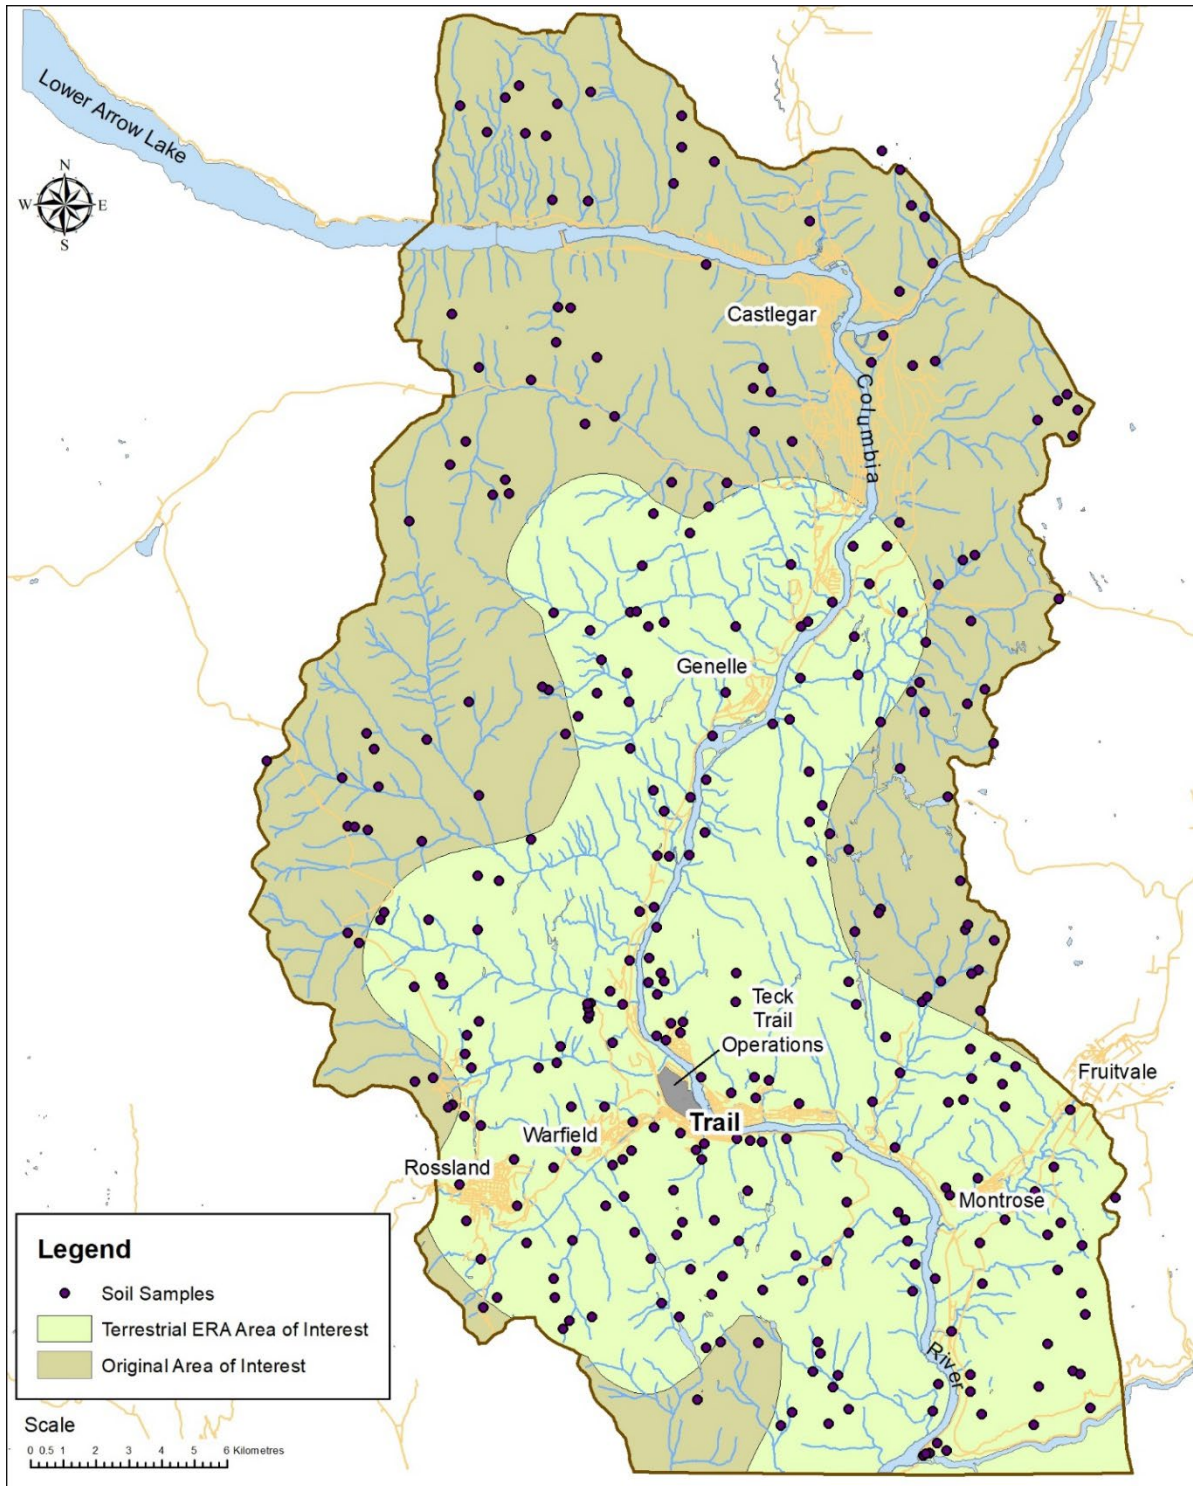 Lower Arrow Lake
N
W E
S
Castlegar
Columbia
Genelle
Teck
Trail
Operations
Fruitvale
Trail
Warfield
Rossland
Montrose
River
Legend
Soil Samples
Terrestrial ERA Area of Interest
Original Area of Interest
Scale
0 0.5 1 2 3 4 5 6 Kilometres